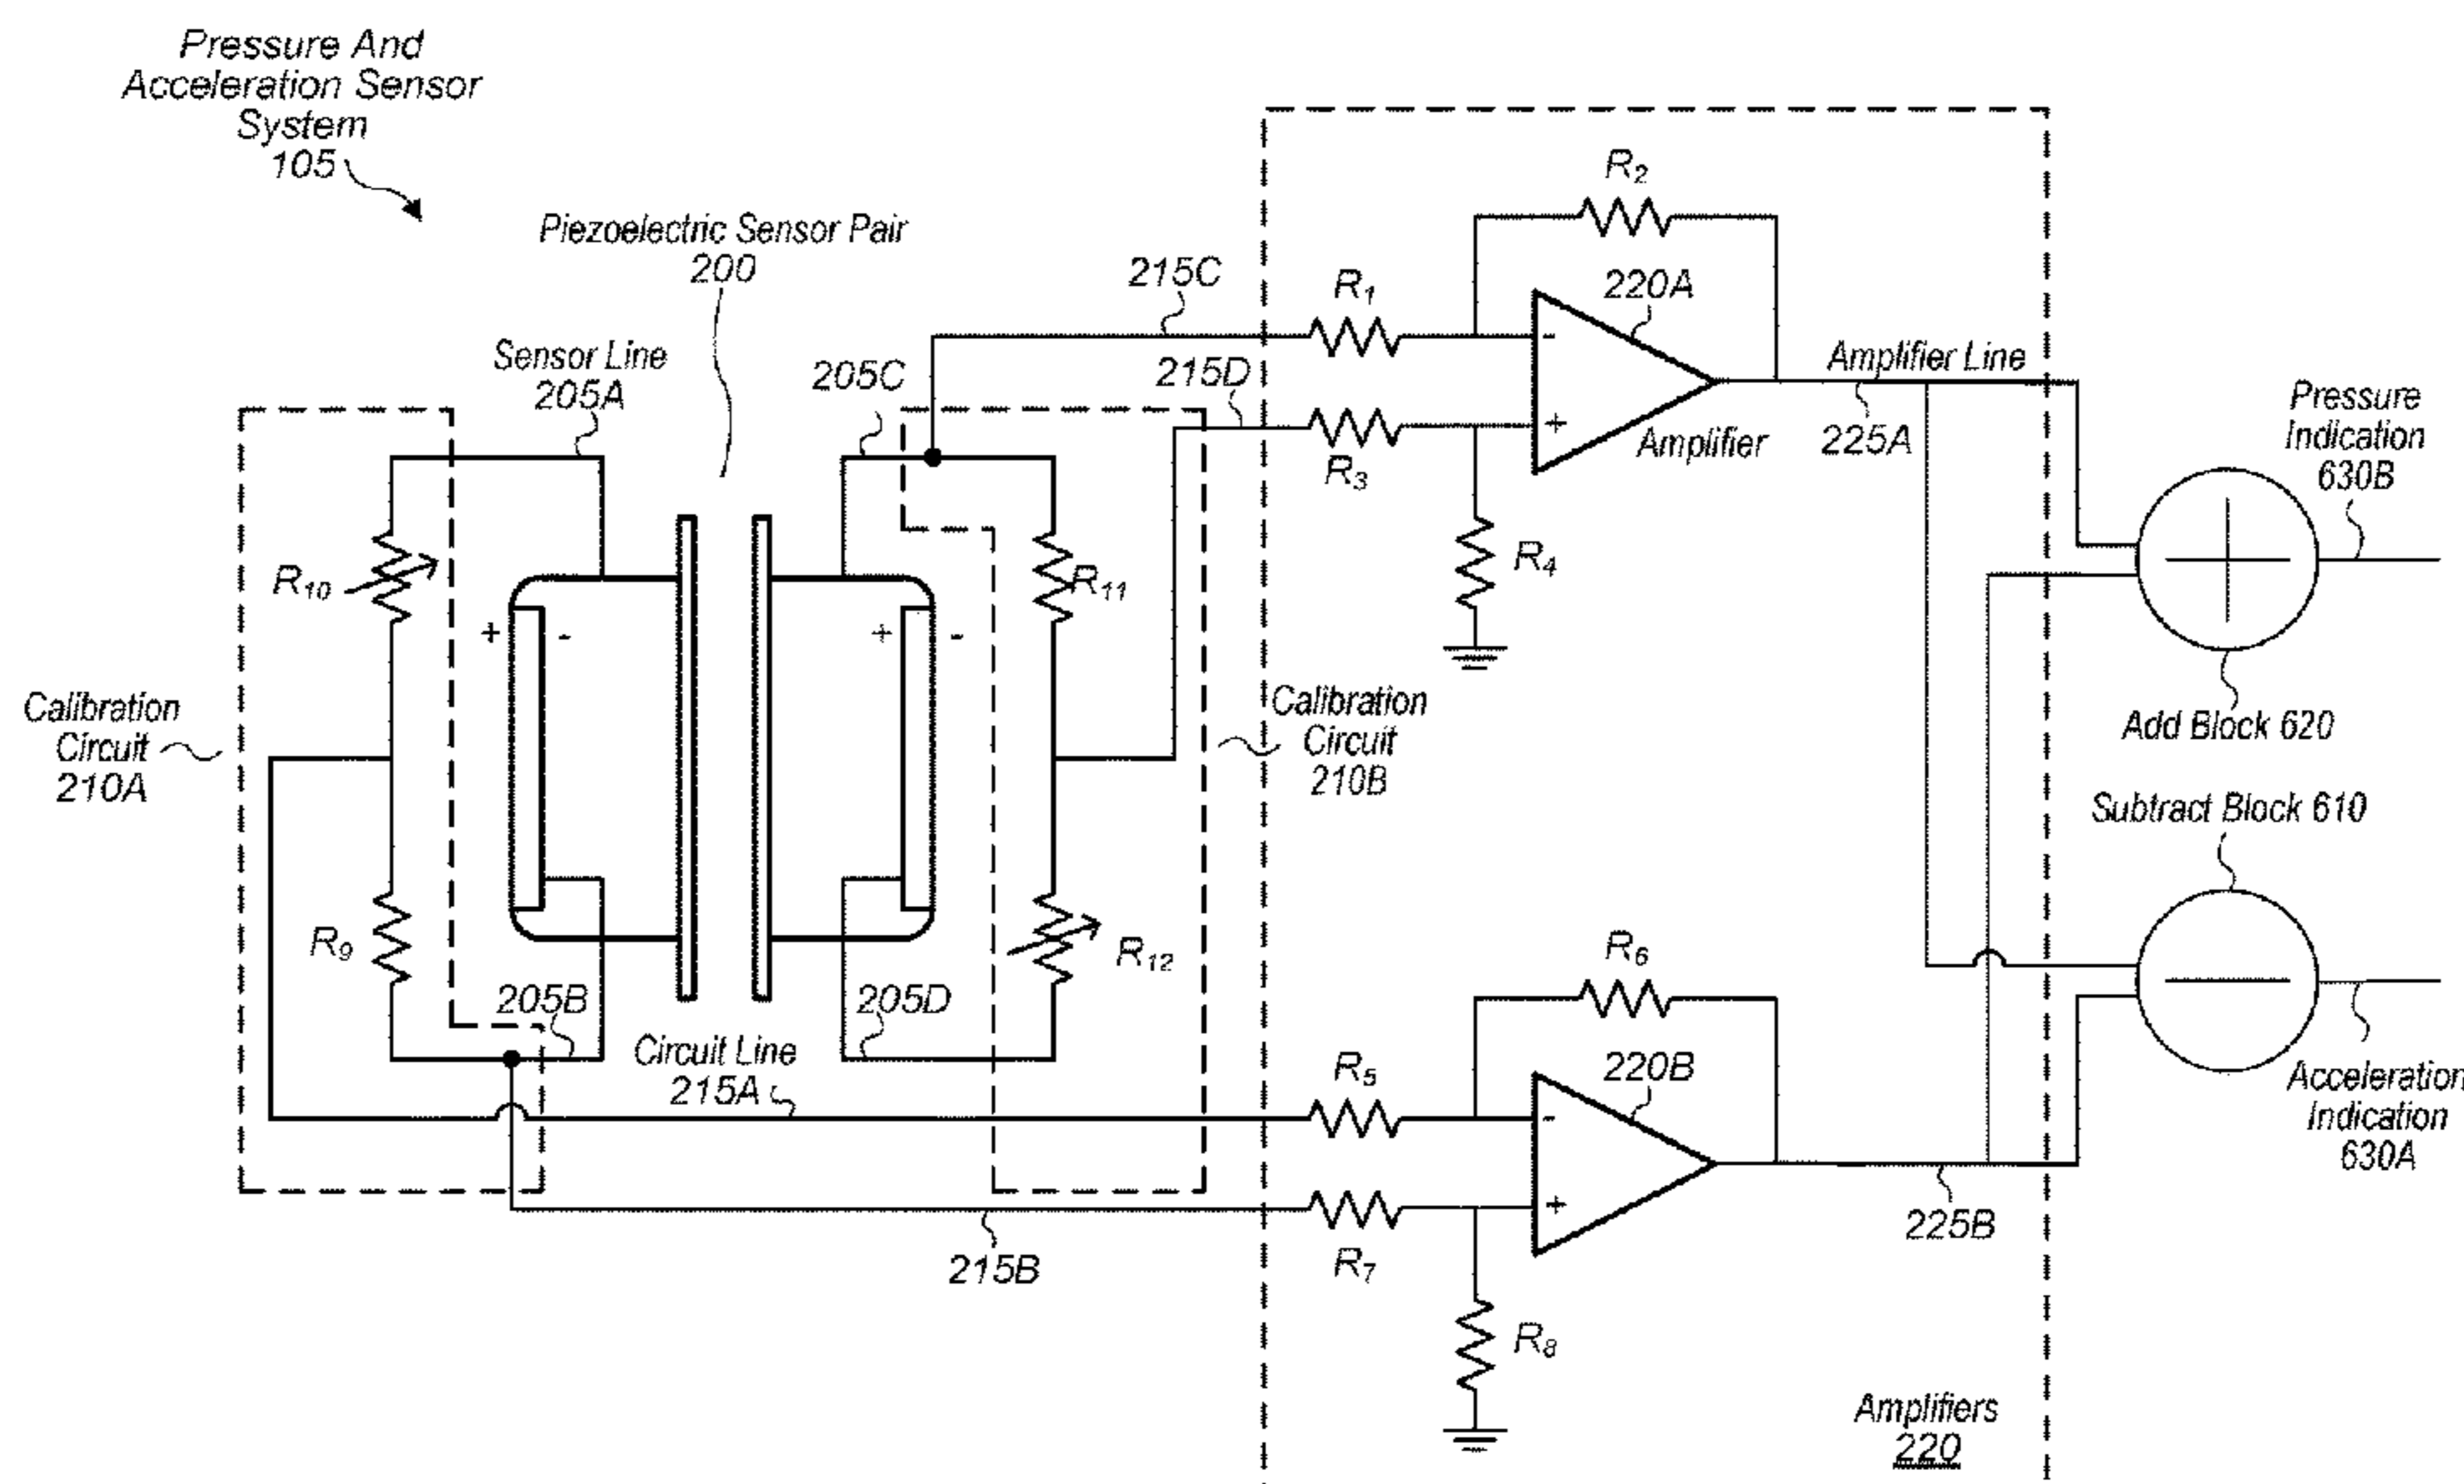 Pressure And
Acceleration Sensor
System
105
Piezoelectric Sensor Pair
200
Sensor Line
205A
205C
215C
215D
R1
R2
R3
R4
220A
Amplifier
Amplifier Line
225A
Pressure
Indication
630B
R10
R11
+ -
+ -
- +
Calibration
Circuit
210A
Calibration
Circuit
210B
Add Block 620
Subtract Block 610
R9
R12
205B
205D
Circuit Line
215A
R5
R6
R7
R8
220B
- +
215B
225B
Acceleration
Indication
630A
Amplifiers
220